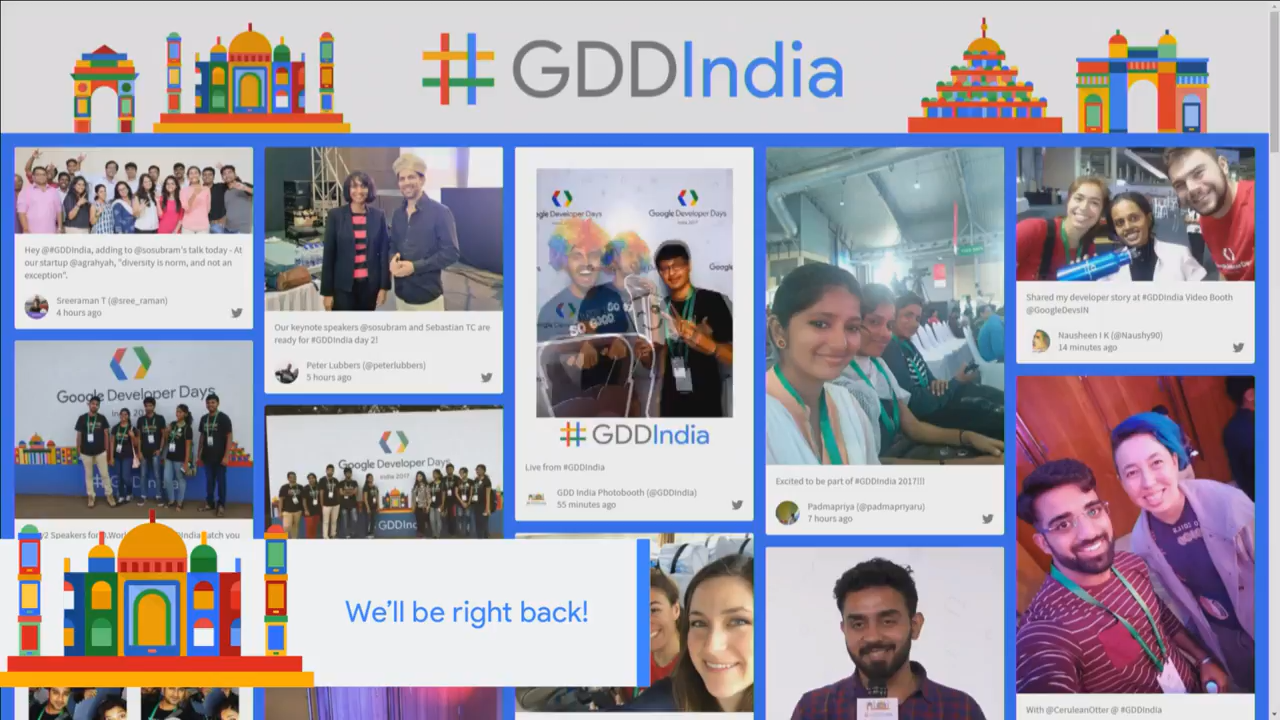 #GDDIndia
Hey @#GDDIndia, adding to @sosubram's talk today - At
our startup @agrahyah, "diversity is norm, and not an
exception".
Sreeraman T (@sree_raman)
4 hours ago
Google Developer Days
Our keynote speakers @sosubram and Sebastian TC are
ready for #GDDIndia day 2!
Peter Lubbers (@peterlubbers)
5 hours ago
Google Developer Days
India 2017
Google Developer Days
SO GOOD
#GDDIndia
Live from #GDDIndia
GDD India Photobooth (@GDDIndia)
55 minutes ago
Excited to be part of #GDDIndia 2017!!!
Padmapriya (@padmapriyaru)
7 hours ago
Shared my developer story at #GDDIndia Video Booth
@GoogleDevsIN
Nausheen I K (@Naushy90)
14 minutes ago
With @CeruleanOtter @ #GDDIndia
We'll be right back!